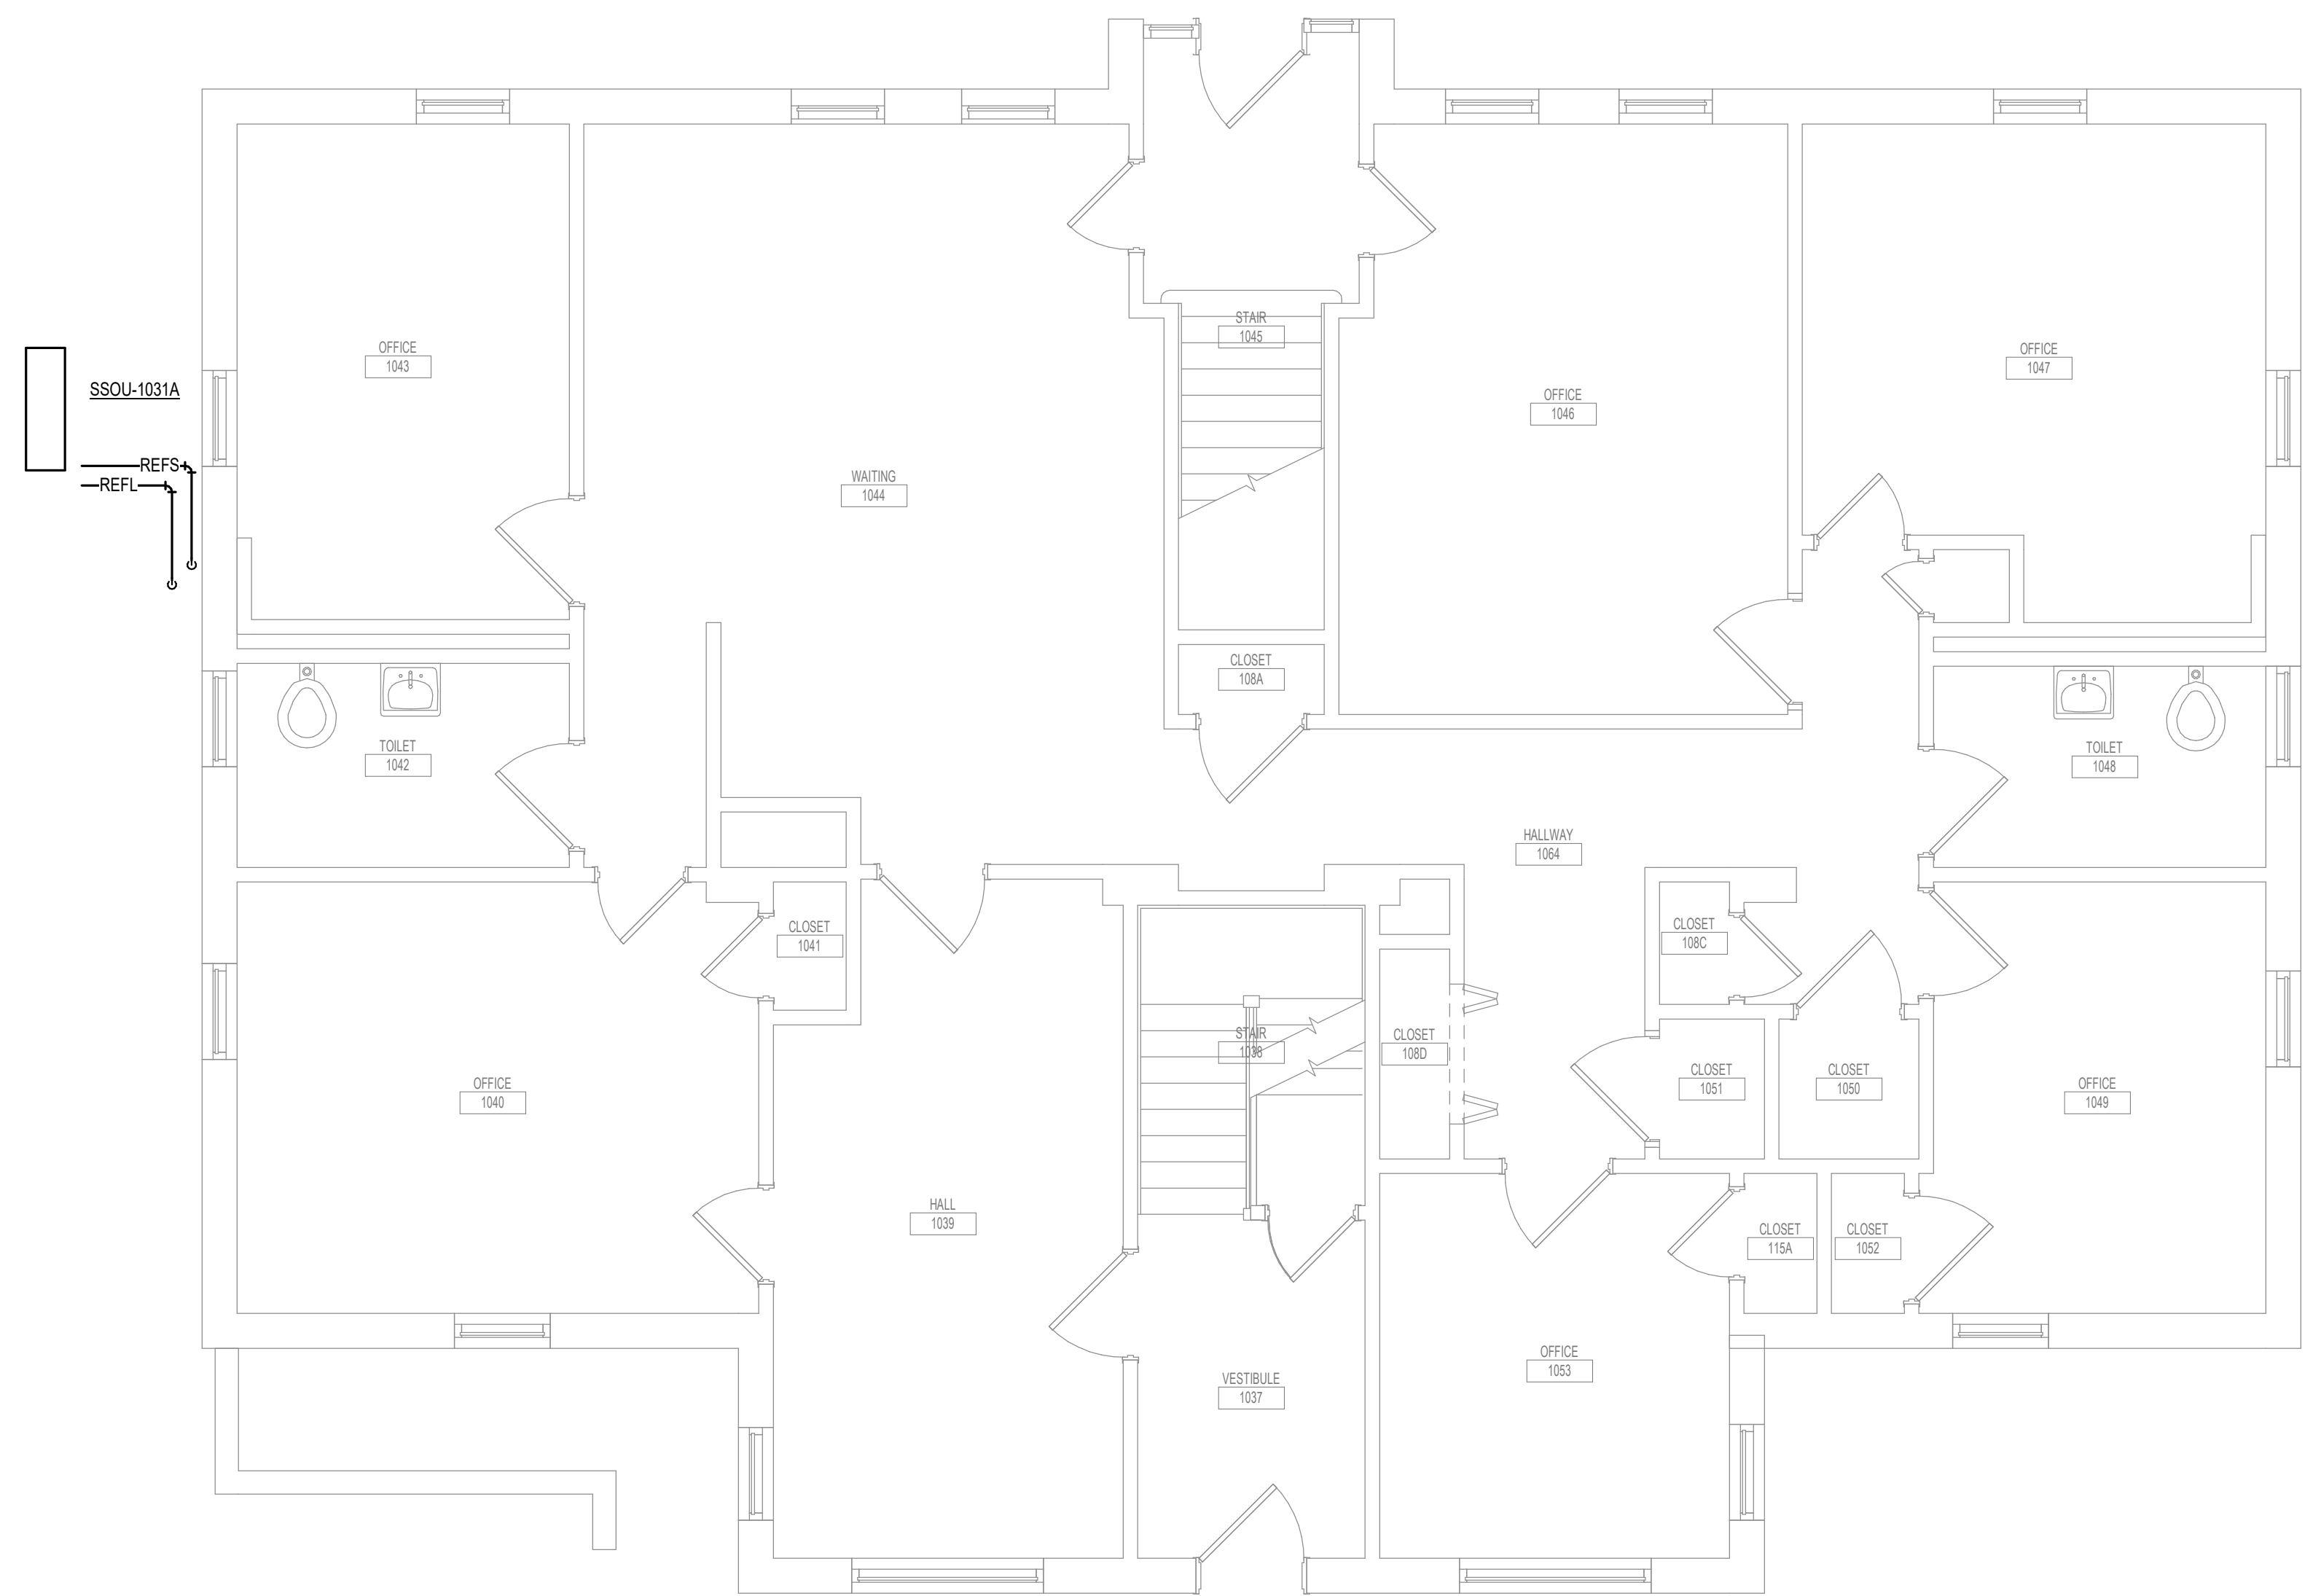 STAIR
1045
OFFICE
1043
OFFICE
1047
SSOU-1031A
OFFICE
1046
REFS
REFL
WAITING
1044
CLOSET
108A
TOILET
1042
TOILET
1048
HALLWAY
1064
CLOSET
1041
CLOSET
108C
STAIR
1038
CLOSET
108D
CLOSET
1051
CLOSET
1050
OFFICE
1040
OFFICE
1049
HALL
1039
CLOSET
115A
CLOSET
1052
OFFICE
1053
VESTIBULE
1037